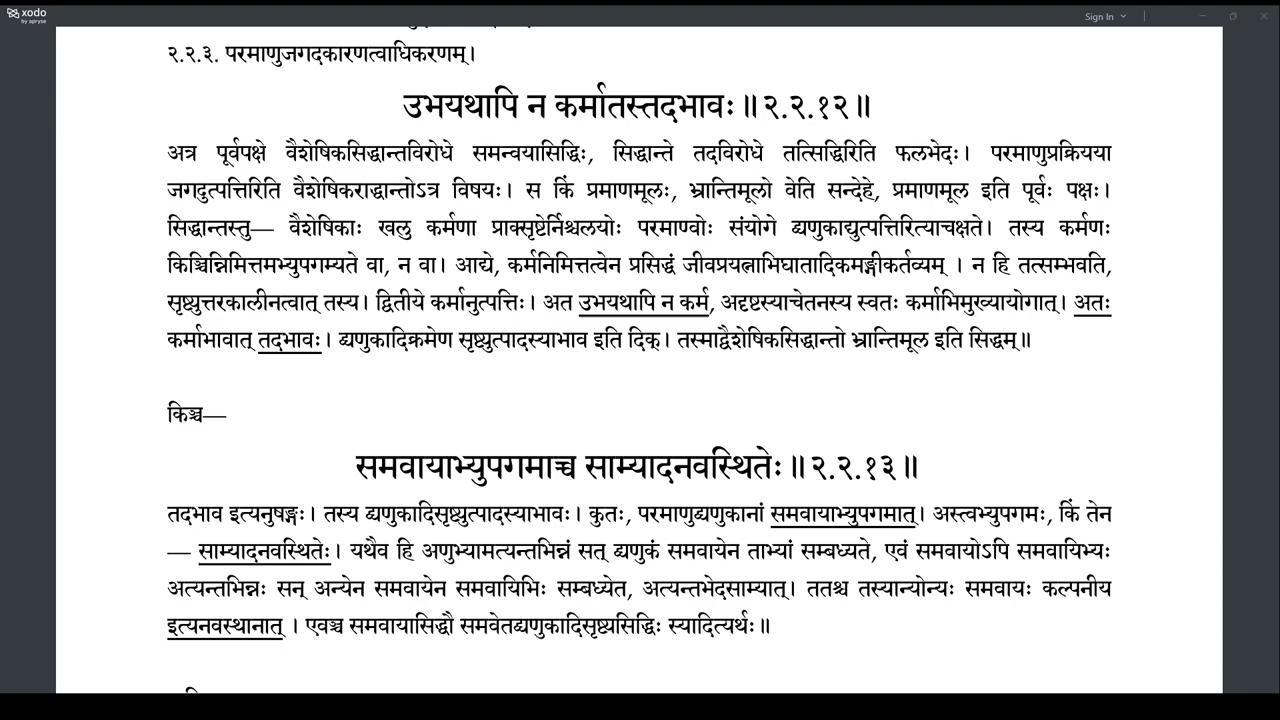 xodo
by apryse
Sign In
२.२.३. परमाणुजगदकारणत्वाधिकरणम्।
उभयथापि न कर्मातस्तदभावः॥२.२.१२॥
अत्र पूर्वपक्षे वैशेषिकसिद्धान्तविरोधे समन्वयासिद्धिः, सिद्धान्ते तदविरोधे तत्सिद्धिरिति फलभेदः। परमाणुप्रक्रियया
जगदुत्पत्तिरिति वैशेषिकराद्धान्तोऽत्र विषयः। स किं प्रमाणमूलः, भ्रान्तिमूलो वेति सन्देहे, प्रमाणमूल इति पूर्वः पक्षः।
सिद्धान्तस्तु— वैशेषिकाः खलु कर्मणा प्राक्सृष्टेर्निश्चलयोः परमाण्वोः संयोगे द्व्यणुकाद्युत्पत्तिरित्याचक्षते। तस्य कर्मणः
किञ्चिन्निमित्तमभ्युपगम्यते वा, न वा। आद्ये, कर्मनिमित्तत्वेन प्रसिद्धं जीवप्रयत्नाभिघातादिकमङ्गीकर्तव्यम् । न हि तत्सम्भवति,
सृष्ट्युत्तरकालीनत्वात् तस्य। द्वितीये कर्मानुत्पत्तिः। अत उभयथापि न कर्म, अदृष्टस्याचेतनस्य स्वतः कर्माभिमुख्यायोगात्। अतः
कर्माभावात् तदभावः। द्व्यणुकादिक्रमेण सृष्ट्युत्पादस्याभाव इति दिक्। तस्माद्वैशेषिकसिद्धान्तो भ्रान्तिमूल इति सिद्धम्॥
किञ्च—
समवायाभ्युपगमाच्च साम्यादनवस्थितेः॥२.२.१३॥
तदभाव इत्यनुषङ्गः। तस्य द्व्यणुकादिसृष्ट्युत्पादस्याभावः। कुतः, परमाणुद्व्यणुकानां समवायाभ्युपगमात्। अस्त्वभ्युपगमः, किं तेन
— साम्यादनवस्थितेः। यथैव हि अणुभ्यामत्यन्तभिन्नं सत् द्व्यणुकं समवायेन ताभ्यां सम्बध्यते, एवं समवायोऽपि समवायिभ्यः
अत्यन्तभिन्नः सन् अन्येन समवायेन समवायिभिः सम्बध्येत, अत्यन्तभेदसाम्यात्। ततश्च तस्यान्योन्यः समवायः कल्पनीय
इत्यनवस्थानात् । एवञ्च समवायासिद्धौ समवेतद्व्यणुकादिसृष्ट्यसिद्धिः स्यादित्यर्थः॥